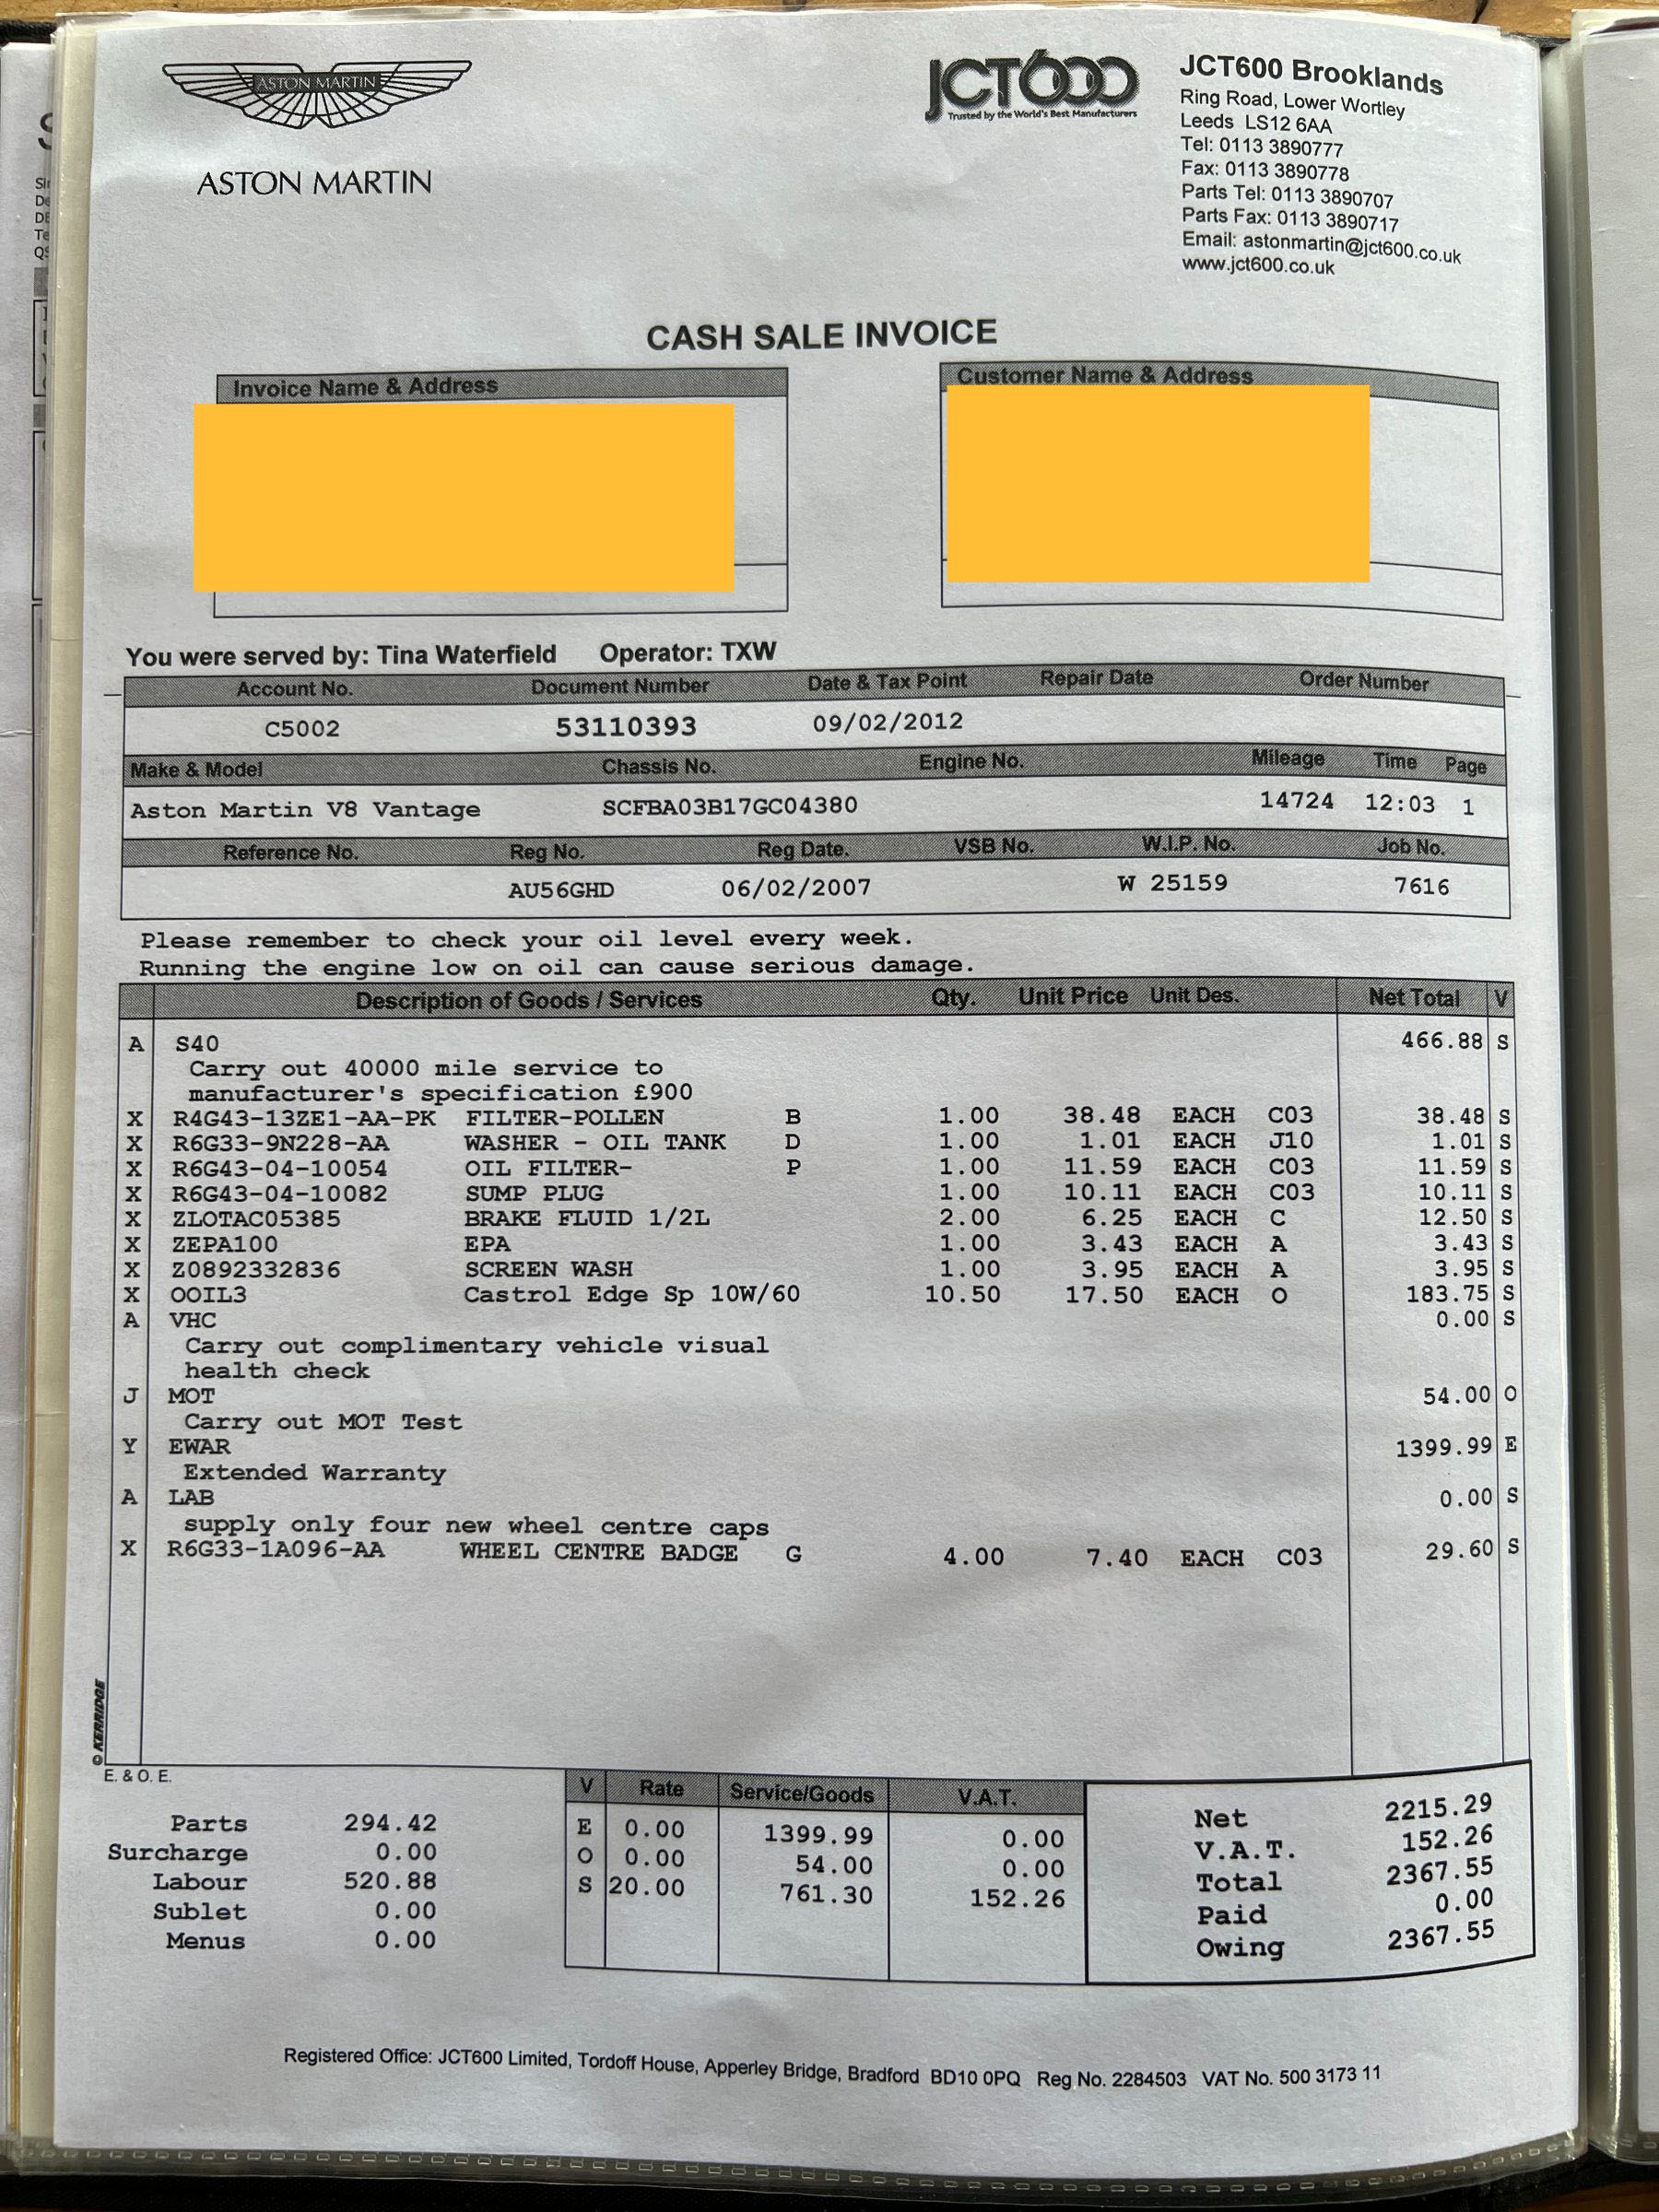 ASTON MARTIN
ASTON MARTIN
JCT600
Trusted by the World's Best Manufacturers
JCT600 Brooklands
Ring Road, Lower Wortley
Leeds LS12 6AA
Tel: 0113 3890777
Fax: 0113 3890778
Parts Tel: 0113 3890707
Parts Fax: 0113 3890717
Email: astonmartin@jct600.co.uk
www.jct600.co.uk
CASH SALE INVOICE
Invoice Name & Address
Customer Name & Address
You were served by: Tina Waterfield Operator: TXW
Account No. Document Number Date & Tax Point Repair Date Order Number
C5002 53110393 09/02/2012
Make & Model Chassis No. Engine No. Mileage Time Page
Aston Martin V8 Vantage SCFBA03B17GC04380 14724 12:03 1
Reference No. Reg No. Reg Date. VSB No. W.I.P. No. Job No.
AU56GHD 06/02/2007 W 25159 7616
Please remember to check your oil level every week.
Running the engine low on oil can cause serious damage.
Description of Goods / Services Qty. Unit Price Unit Des. Net Total V
A S40 466.88 S
Carry out 40000 mile service to
manufacturer's specification £900
X R4G43-13ZE1-AA-PK FILTER-POLLEN B 1.00 38.48 EACH C03 38.48 S
X R6G33-9N228-AA WASHER - OIL TANK D 1.00 1.01 EACH J10 1.01 S
X R6G43-04-10054 OIL FILTER- P 1.00 11.59 EACH C03 11.59 S
X R6G43-04-10082 SUMP PLUG 1.00 10.11 EACH C03 10.11 S
X ZLOTAC05385 BRAKE FLUID 1/2L 2.00 6.25 EACH C 12.50 S
X ZEPA100 EPA 1.00 3.43 EACH A 3.43 S
X Z0892332836 SCREEN WASH 1.00 3.95 EACH A 3.95 S
X OOIL3 Castrol Edge Sp 10W/60 10.50 17.50 EACH O 183.75 S
A VHC 0.00 S
Carry out complimentary vehicle visual
health check
J MOT 54.00 O
Carry out MOT Test
Y EWAR 1399.99 E
Extended Warranty
A LAB 0.00 S
supply only four new wheel centre caps
X R6G33-1A096-AA WHEEL CENTRE BADGE G 4.00 7.40 EACH C03 29.60 S
© KERRIDGE
E. & O. E.
V Rate Service/Goods V.A.T.
Parts 294.42 E 0.00 1399.99 0.00 Net 2215.29
Surcharge 0.00 O 0.00 54.00 0.00 V.A.T. 152.26
Labour 520.88 S 20.00 761.30 152.26 Total 2367.55
Sublet 0.00 Paid 0.00
Menus 0.00 Owing 2367.55
Registered Office: JCT600 Limited, Tordoff House, Apperley Bridge, Bradford BD10 0PQ Reg No. 2284503 VAT No. 500 3173 11